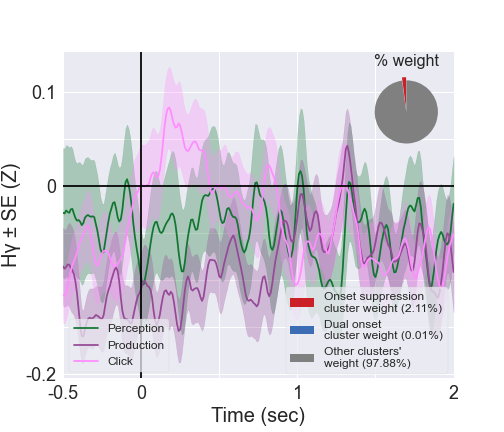 % weight
0.1
0
-0.2
Hγ ± SE (Z)
Perception
Production
Click
Onset suppression
cluster weight (2.11%)
Dual onset
cluster weight (0.01%)
Other clusters'
weight (97.88%)
-0.5
0
1
2
Time (sec)